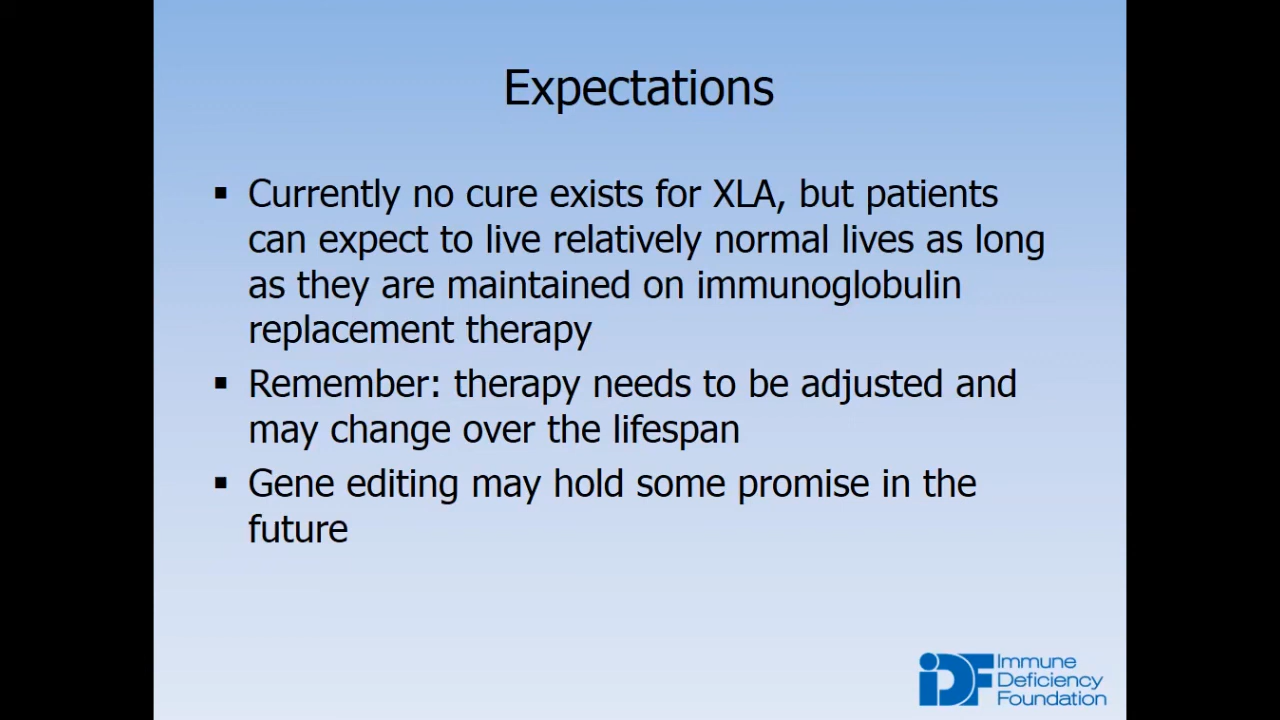 Expectations
▪ Currently no cure exists for XLA, but patients
can expect to live relatively normal lives as long
as they are maintained on immunoglobulin
replacement therapy
▪ Remember: therapy needs to be adjusted and
may change over the lifespan
▪ Gene editing may hold some promise in the
future
iDF Immune
Deficiency
Foundation